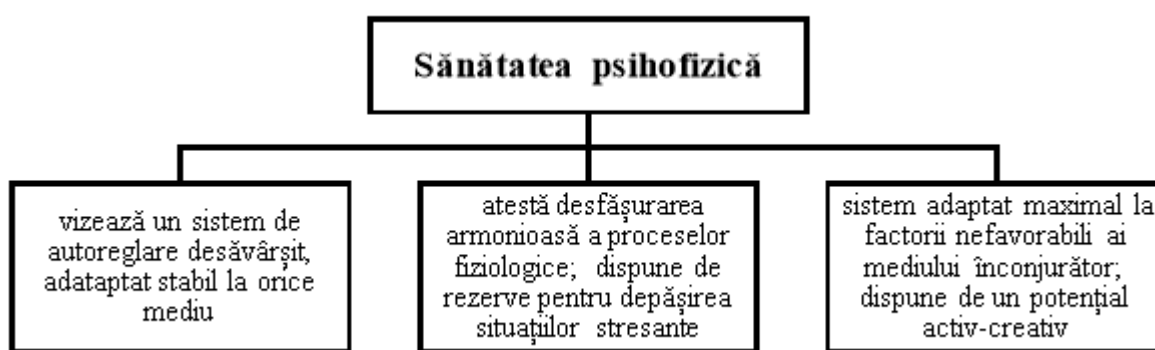 Sănătatea psihofizică
vizează un sistem de
autoreglare desăvârșit,
adataptat stabil la orice
mediu
atestă desfășurarea
armonioasă a proceselor
fiziologice; dispune de
rezerve pentru depășirea
situațiilor stresante
sistem adaptat maximal la
factorii nefavorabili ai
mediului înconjurător;
dispune de un potențial
activ-creativ